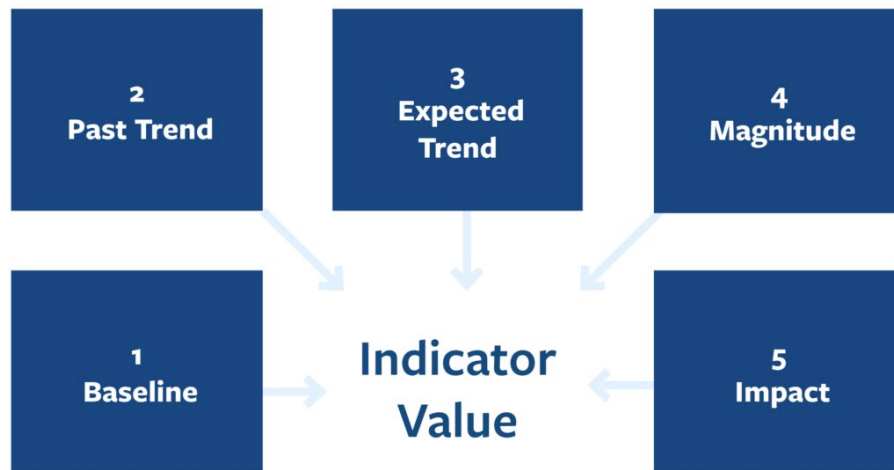 2
Past Trend
3
Expected
Trend
4
Magnitude
1
Baseline
Indicator
Value
5
Impact